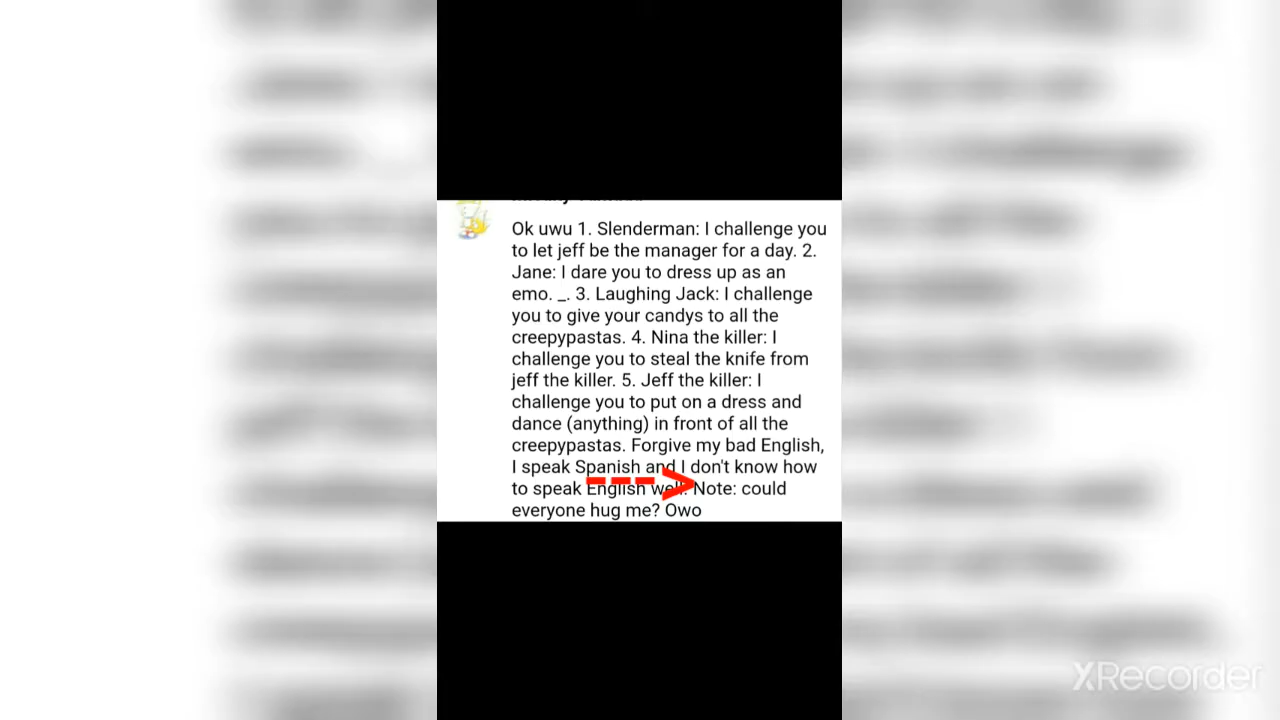 Ok uwu 1. Slenderman: I challenge you
to let jeff be the manager for a day. 2.
Jane: I dare you to dress up as an
emo. _. 3. Laughing Jack: I challenge
you to give your candys to all the
creepypastas. 4. Nina the killer: I
challenge you to steal the knife from
jeff the killer. 5. Jeff the killer: I
challenge you to put on a dress and
dance (anything) in front of all the
creepypastas. Forgive my bad English,
I speak Spanish and I don't know how
to speak English well. Note: could
everyone hug me? Owo
XRecorder